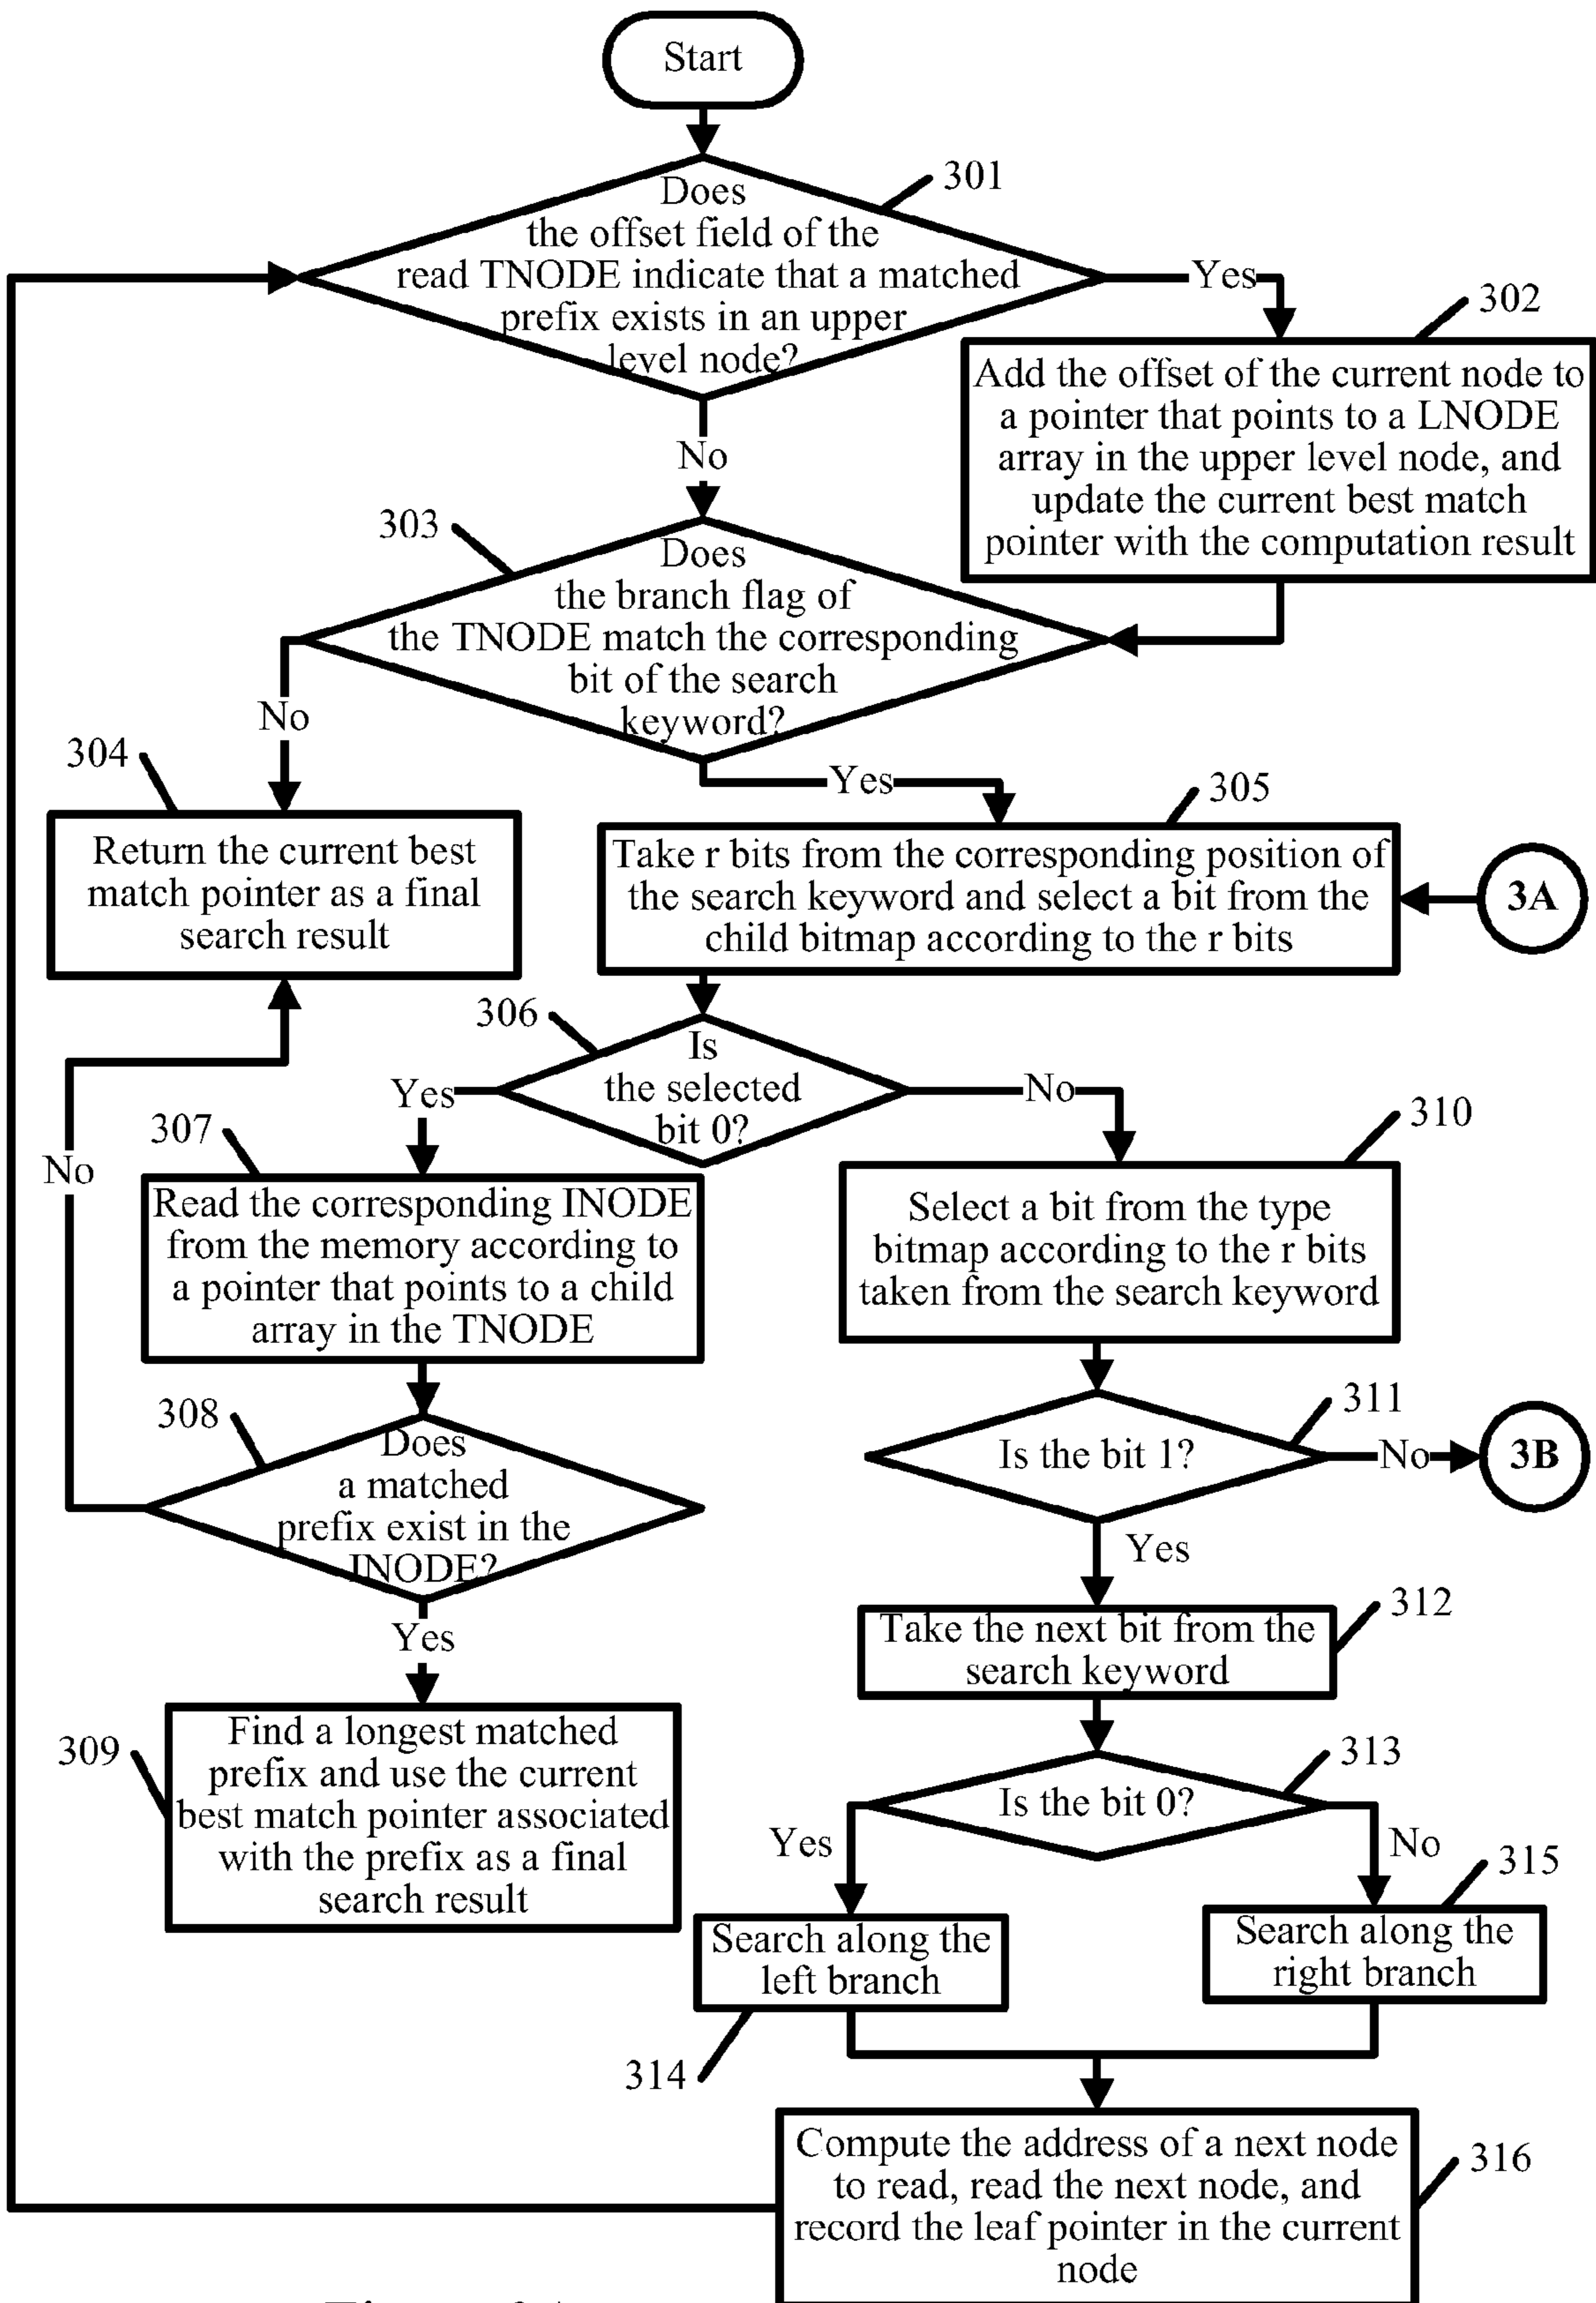 Start
301
Does
the offset field of the
read TNODE indicate that a matched
prefix exists in an upper
level node?
Yes
302
Add the offset of the current node to
a pointer that points to a LNODE
array in the upper level node, and
update the current best match
pointer with the computation result
No
303
Does
the branch flag of
the TNODE match the corresponding
bit of the search
keyword?
No
304
Return the current best
match pointer as a final
search result
Yes
305
Take r bits from the corresponding position of
the search keyword and select a bit from the
child bitmap according to the r bits
3A
306
Is
the selected
bit 0?
Yes
No
307
Read the corresponding INODE
from the memory according to
a pointer that points to a child
array in the TNODE
No
310
Select a bit from the type
bitmap according to the r bits
taken from the search keyword
308
Does
a matched
prefix exist in the
INODE?
311
Is the bit 1?
No
3B
Yes
Yes
309
Find a longest matched
prefix and use the current
best match pointer associated
with the prefix as a final
search result
312
Take the next bit from the
search keyword
313
Is the bit 0?
Yes
No
314
Search along the
left branch
315
Search along the
right branch
316
Compute the address of a next node
to read, read the next node, and
record the leaf pointer in the current
node